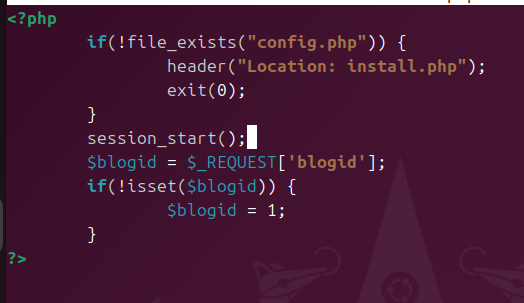 <?php
        if(!file_exists("config.php")) {
                header("Location: install.php");
                exit(0);
        }
        session_start();
        $blogid = $_REQUEST['blogid'];
        if(!isset($blogid)) {
                $blogid = 1;
        }
?>